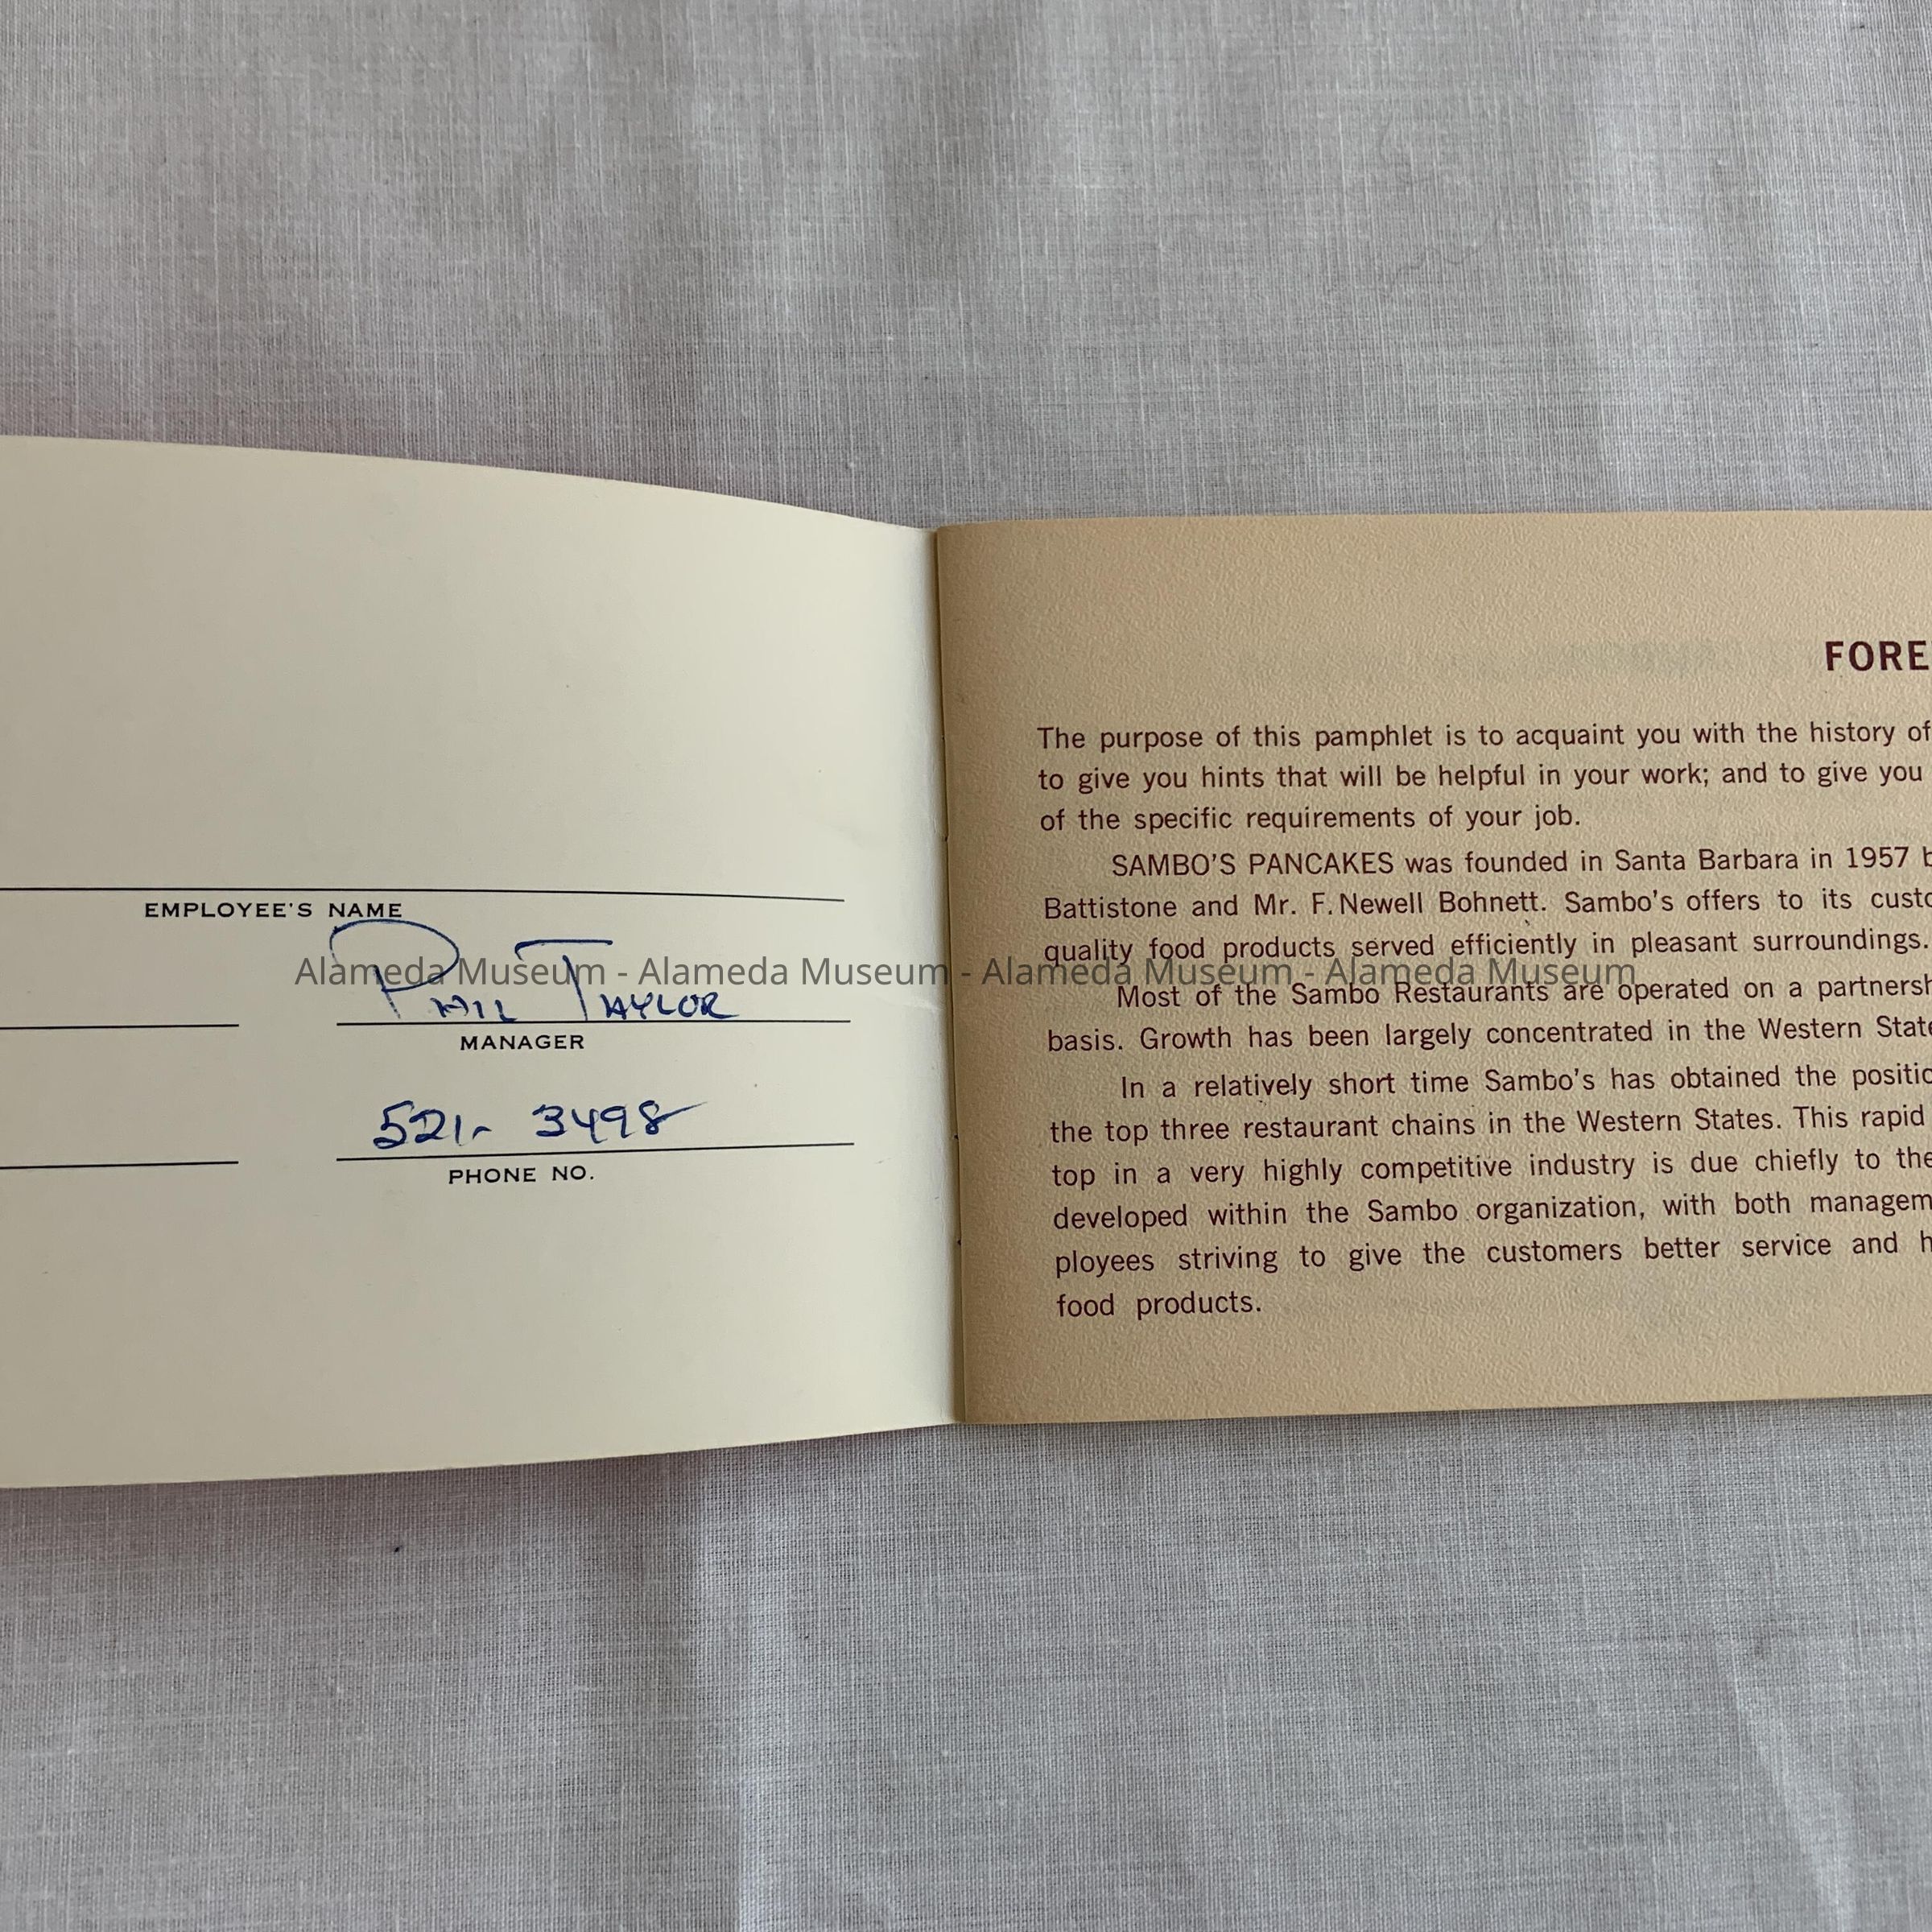 EMPLOYEE'S NAME
PHIL TAYLOR
MANAGER
521- 3498
PHONE NO.
FORE
The purpose of this pamphlet is to acquaint you with the history of
to give you hints that will be helpful in your work; and to give you
of the specific requirements of your job.
SAMBO'S PANCAKES was founded in Santa Barbara in 1957 b
Battistone and Mr. F. Newell Bohnett. Sambo's offers to its custo
quality food products served efficiently in pleasant surroundings.
Most of the Sambo Restaurants are operated on a partnersh
basis. Growth has been largely concentrated in the Western State
In a relatively short time Sambo's has obtained the positio
the top three restaurant chains in the Western States. This rapid
top in a very highly competitive industry is due chiefly to the
developed within the Sambo organization, with both managem
ployees striving to give the customers better service and h
food products.
Alameda Museum - Alameda Museum - Alameda Museum - Alameda Museum